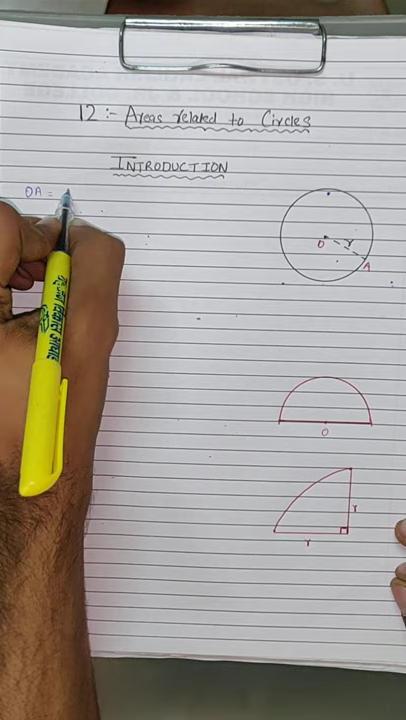 12 :- Areas related to Circles
INTRODUCTION
OA =
r
O
A
O
r
r